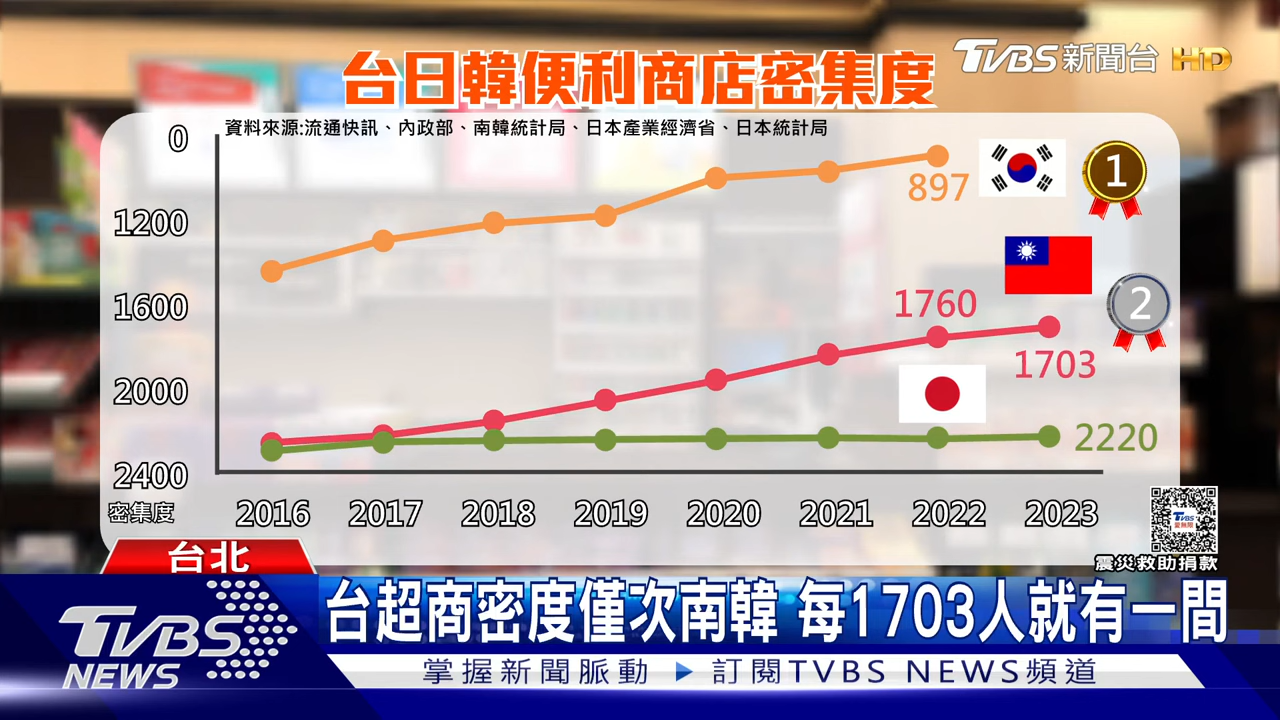 台日韓便利商店密集度
TVBS新聞台 HD
資料來源:流通快訊、內政部、南韓統計局、日本產業經濟省、日本統計局
0
1200
1600
2000
2400
密集度
897
1
1760
2
1703
2220
2016 2017 2018 2019 2020 2021 2022 2023
TVBS
愛無限
震災救助捐款
台北
台超商密度僅次南韓 每1703人就有一間
TVBS
NEWS
掌握新聞脈動 ▶ 訂閱TVBS NEWS頻道